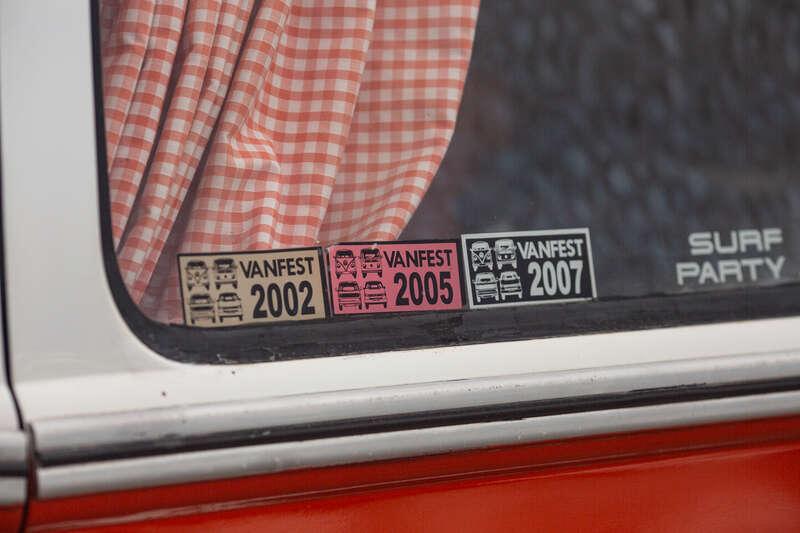 VANFEST
2002
VANFEST
2005
VANFEST
2007
SURF
PARTY